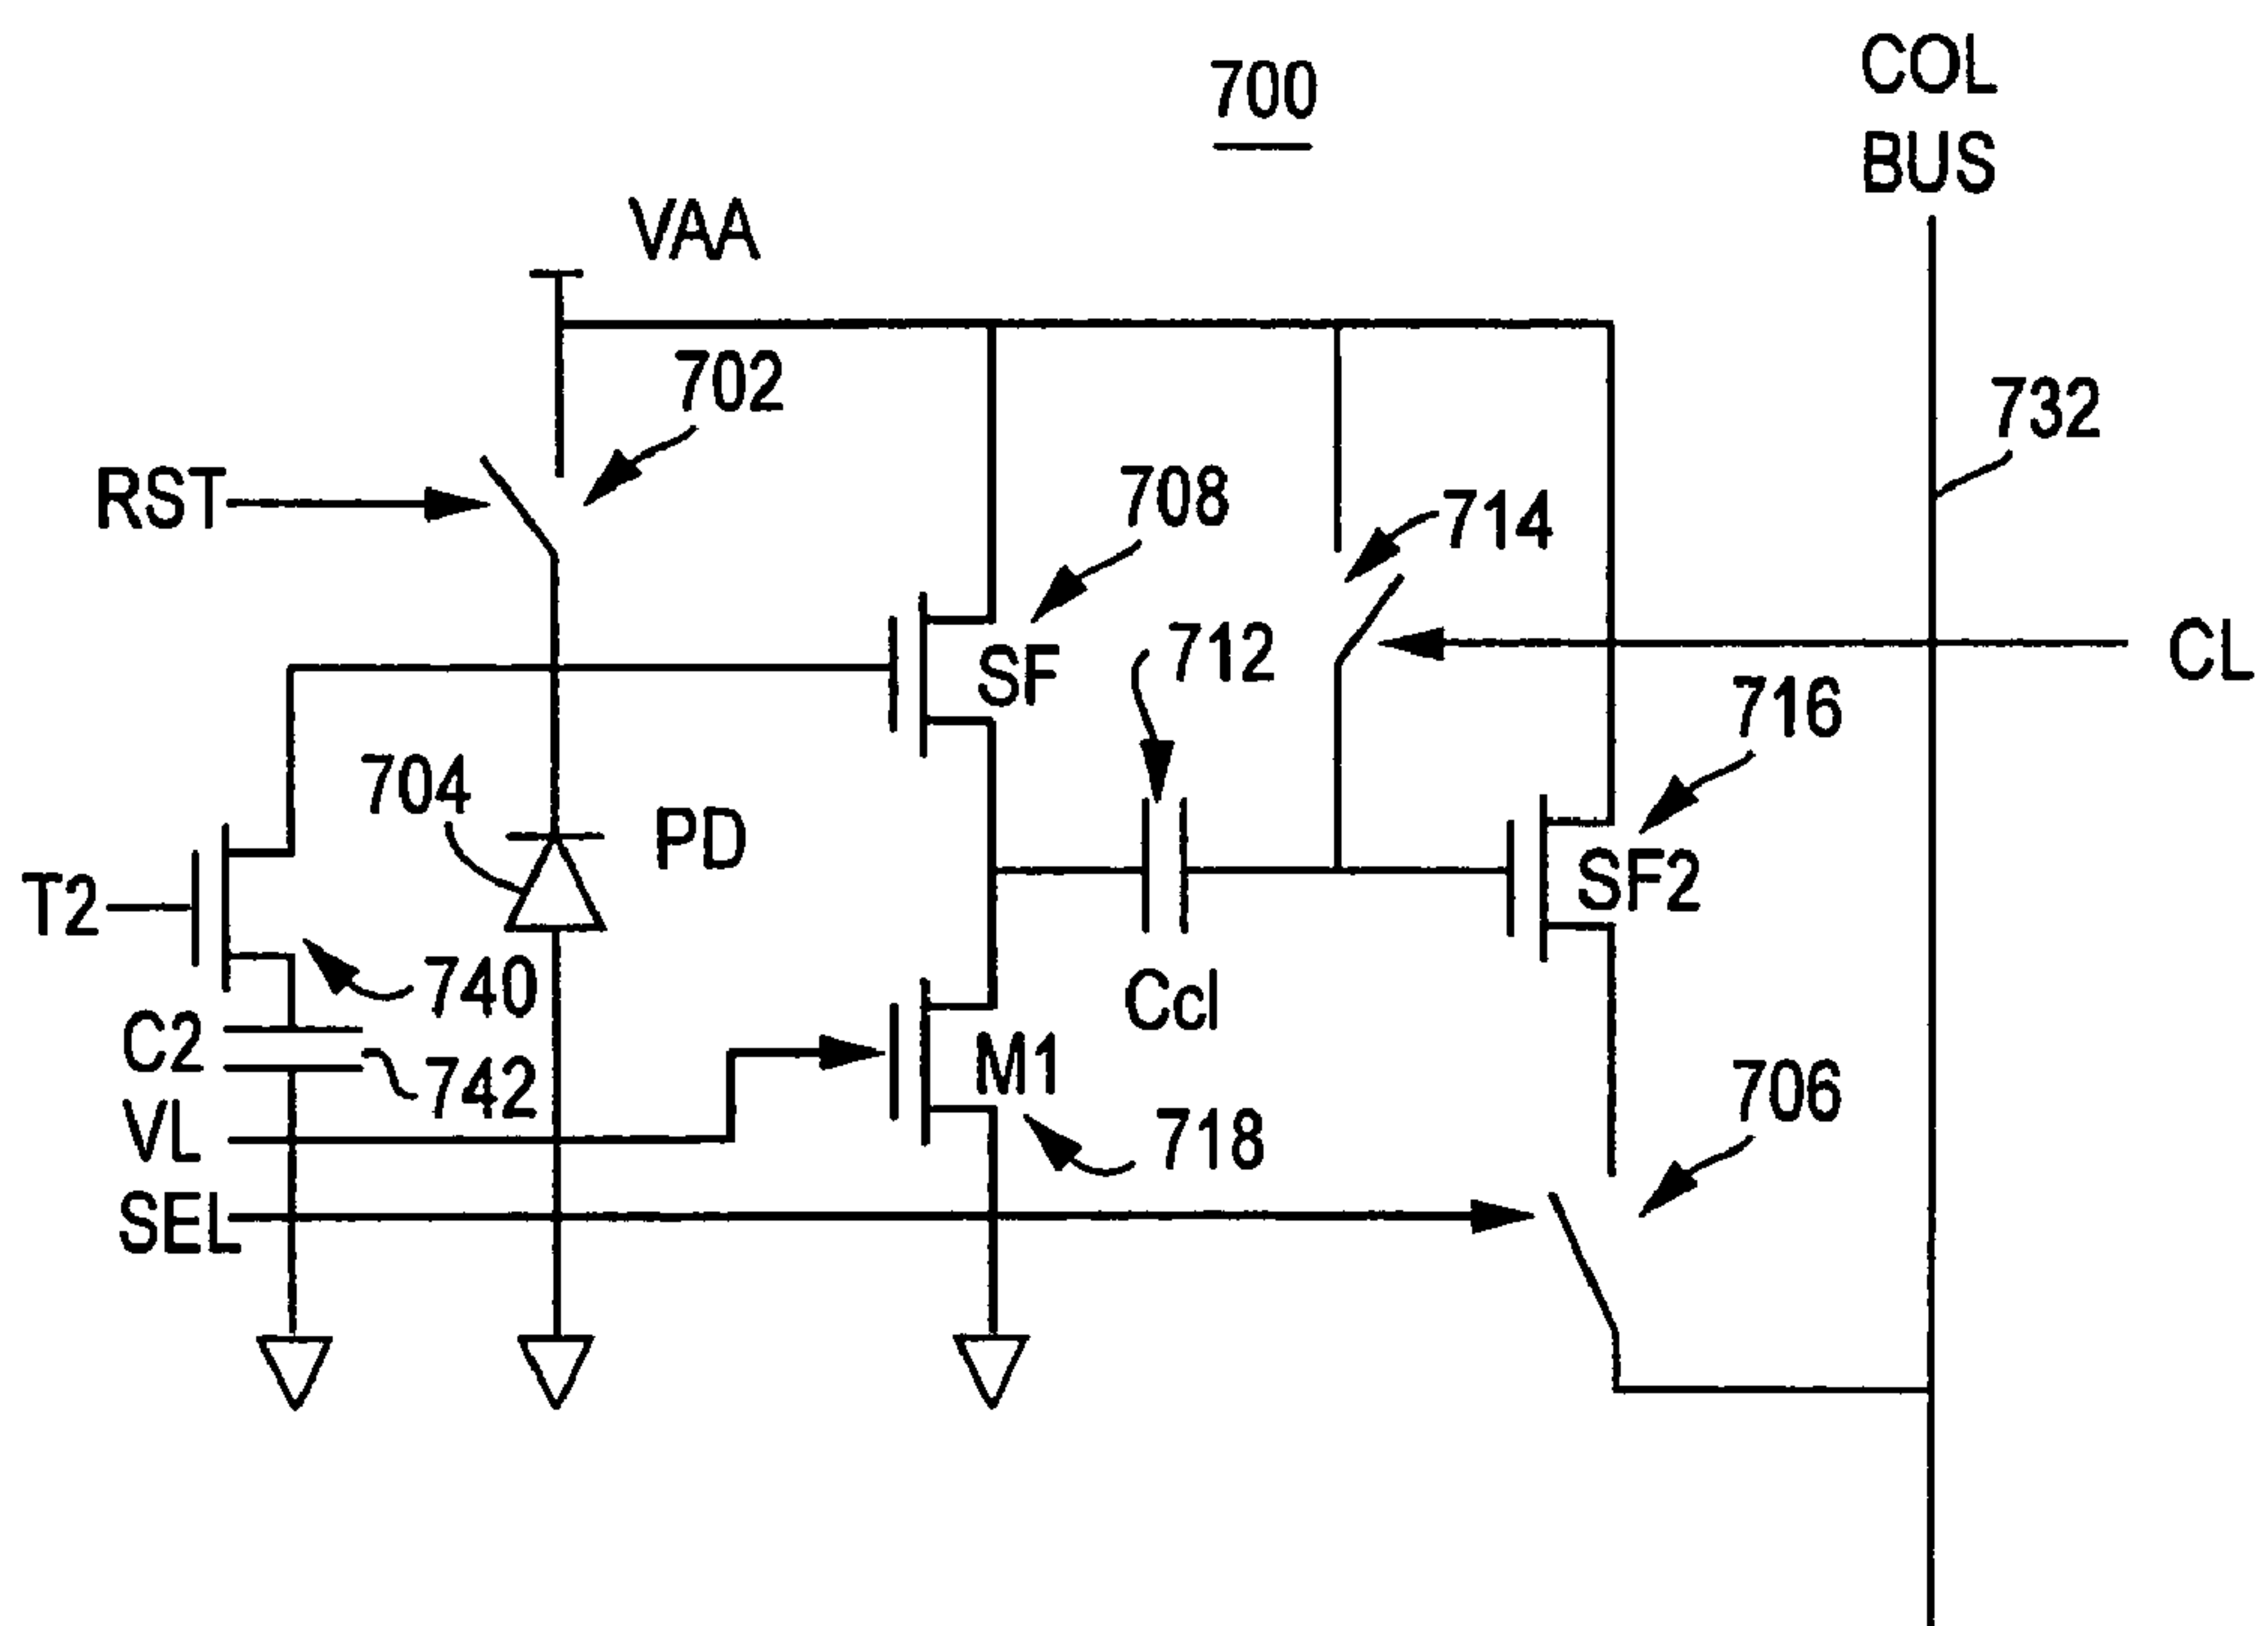 700
COL
BUS
VAA
702
732
RST
708
714
SF
712
CL
716
704
PD
T2
SF2
740
Ccl
C2
742
M1
706
VL
718
SEL